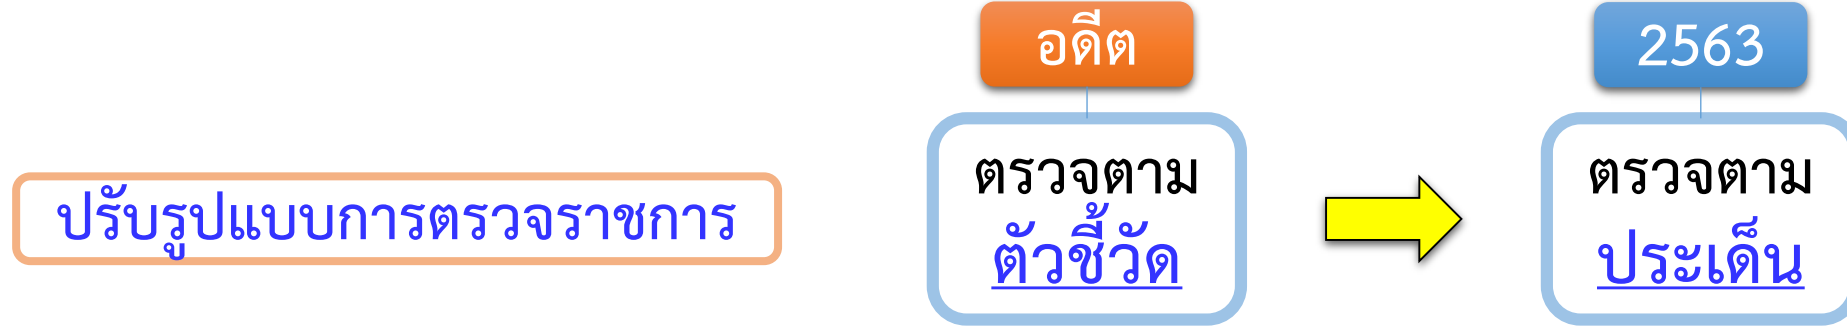 ปรับรูปแบบการตรวจราชการ
อดีต
ตรวจตาม
ตัวชี้วัด
2563
ตรวจตาม
ประเด็น